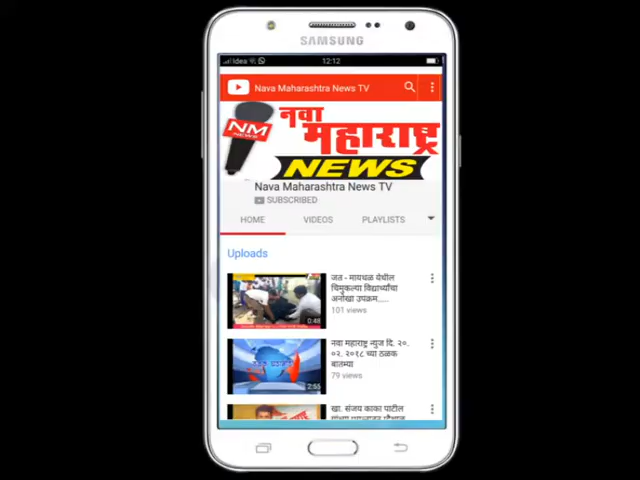 SAMSUNG
Idea
12:12
Nava Maharashtra News TV
नवा
महाराष्ट्र
NM
NEWS
NEWS
Nava Maharashtra News TV
SUBSCRIBED
HOME VIDEOS PLAYLISTS
Uploads
जत - मायथळ येथील
चिमुकल्या विद्यार्थ्यांचा
अनोखा उपक्रम.....
101 views
0:48
नवा महाराष्ट्र न्युज दि. २०.
०२. २०१८ च्या ठळक
बातम्या
79 views
2:55
खा. संजय काका पाटील